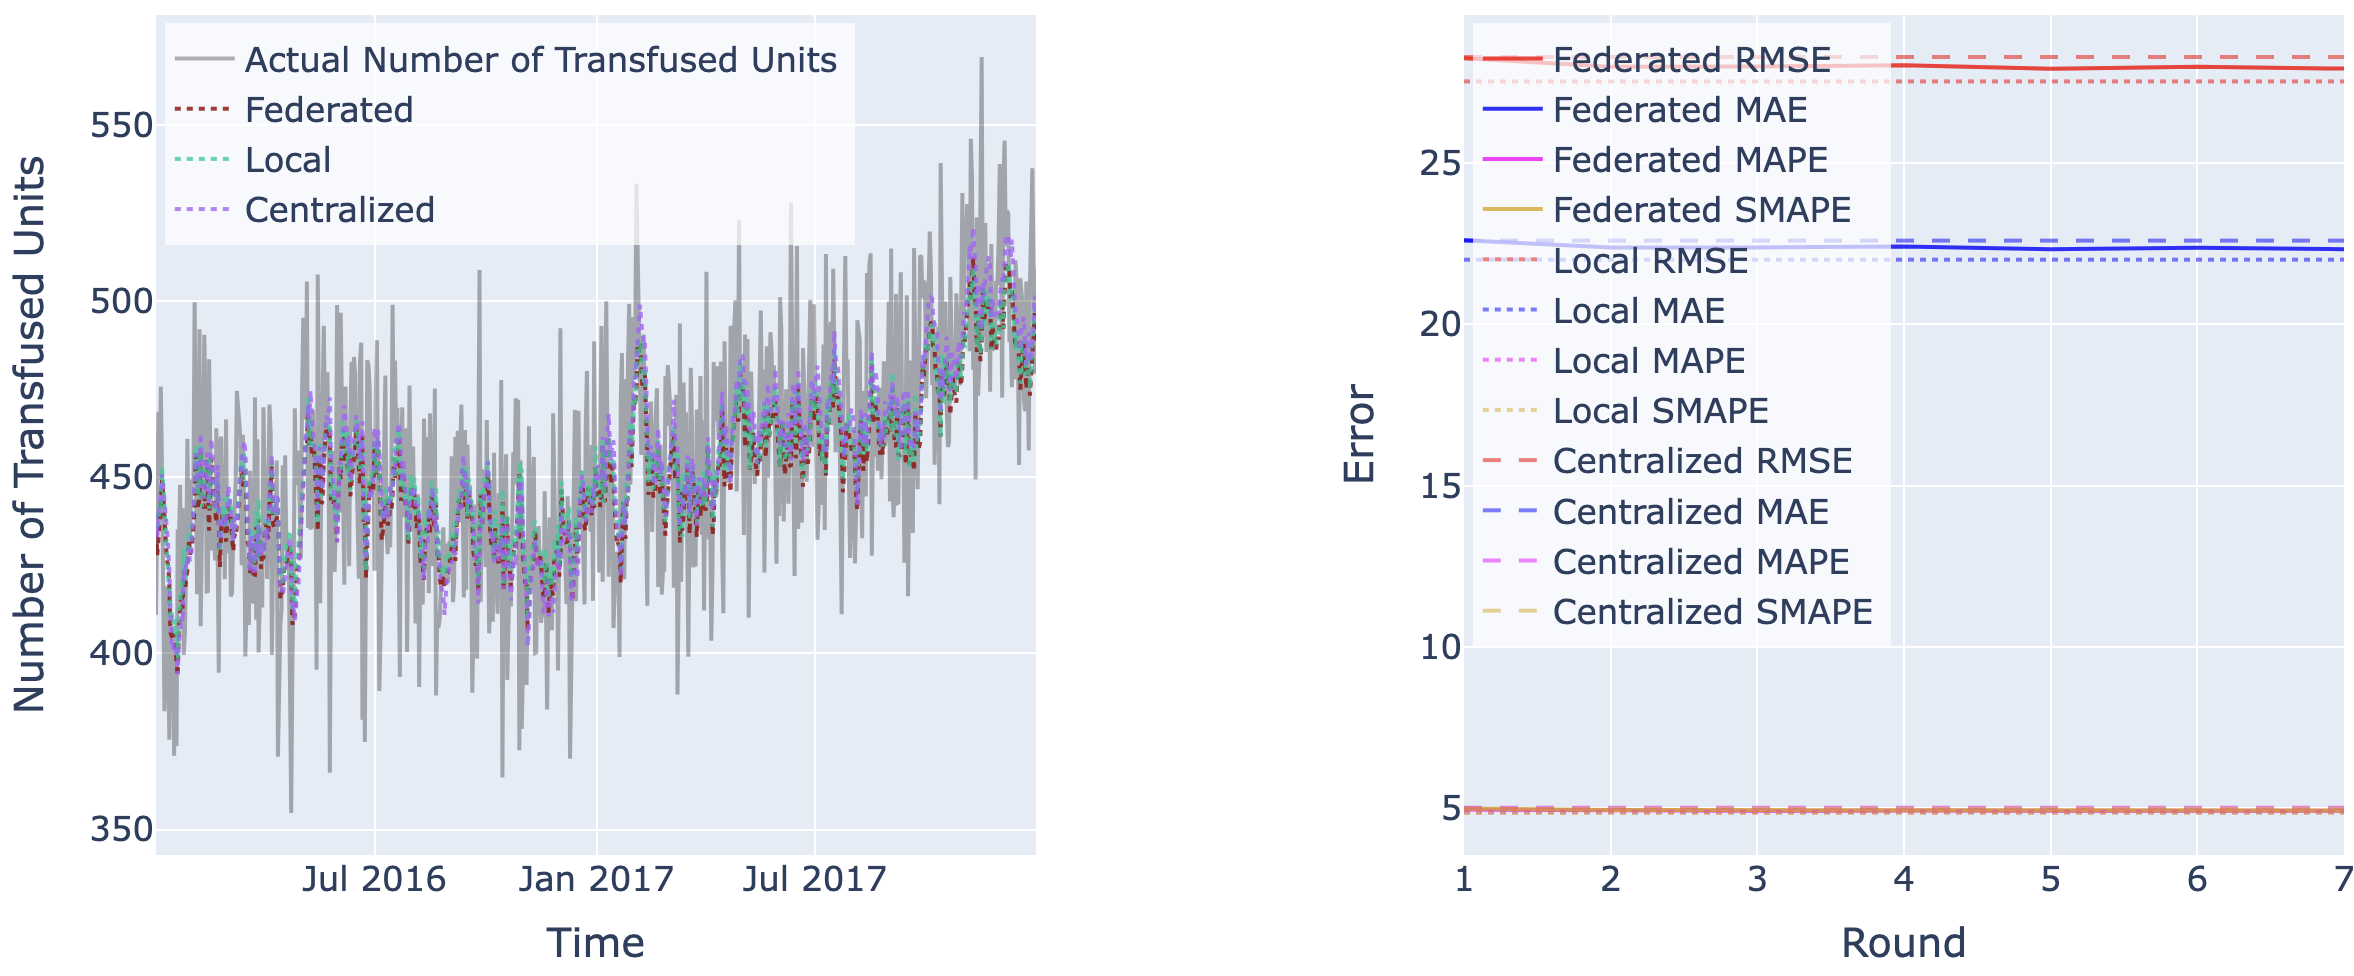 Number of Transfused Units
550
500
450
400
350
Actual Number of Transfused Units
Federated
Local
Centralized
Jul 2016
Jan 2017
Jul 2017
Time
Error
25
20
15
10
5
Federated RMSE
Federated MAE
Federated MAPE
Federated SMAPE
Local RMSE
Local MAE
Local MAPE
Local SMAPE
Centralized RMSE
Centralized MAE
Centralized MAPE
Centralized SMAPE
1
2
3
4
5
6
7
Round